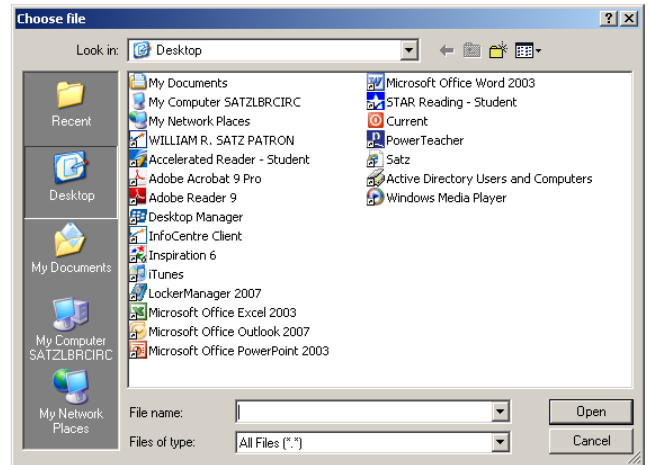 Choose file
Look in: Desktop
Recent
Desktop
My Documents
My Computer
SATZLBRCIRC
My Network
Places
My Documents
My Computer SATZLBRCIRC
My Network Places
WILLIAM R. SATZ PATRON
Accelerated Reader - Student
Adobe Acrobat 9 Pro
Adobe Reader 9
Desktop Manager
InfoCentre Client
Inspiration 6
iTunes
LockerManager 2007
Microsoft Office Excel 2003
Microsoft Office Outlook 2007
Microsoft Office PowerPoint 2003
Microsoft Office Word 2003
STAR Reading - Student
Current
PowerTeacher
Satz
Active Directory Users and Computers
Windows Media Player
File name: Open
Files of type: All Files (*.*) Cancel